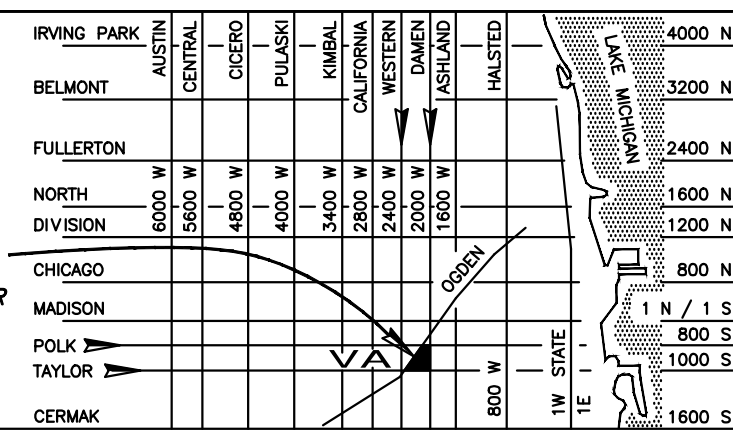 IRVING PARK
AUSTIN
CENTRAL
CICERO
PULASKI
KIMBAL
CALIFORNIA
WESTERN
DAMEN
ASHLAND
HALSTED
LAKE MICHIGAN
4000 N
BELMONT
3200 N
FULLERTON
2400 N
6000 W
5600 W
4800 W
4000 W
3400 W
2800 W
2400 W
2000 W
1600 W
NORTH
1600 N
DIVISION
1200 N
OGDEN
CHICAGO
800 N
R
MADISON
1 N / 1 S
POLK
800 S
VA
TAYLOR
1000 S
800 W
1W STATE
1E
CERMAK
1600 S